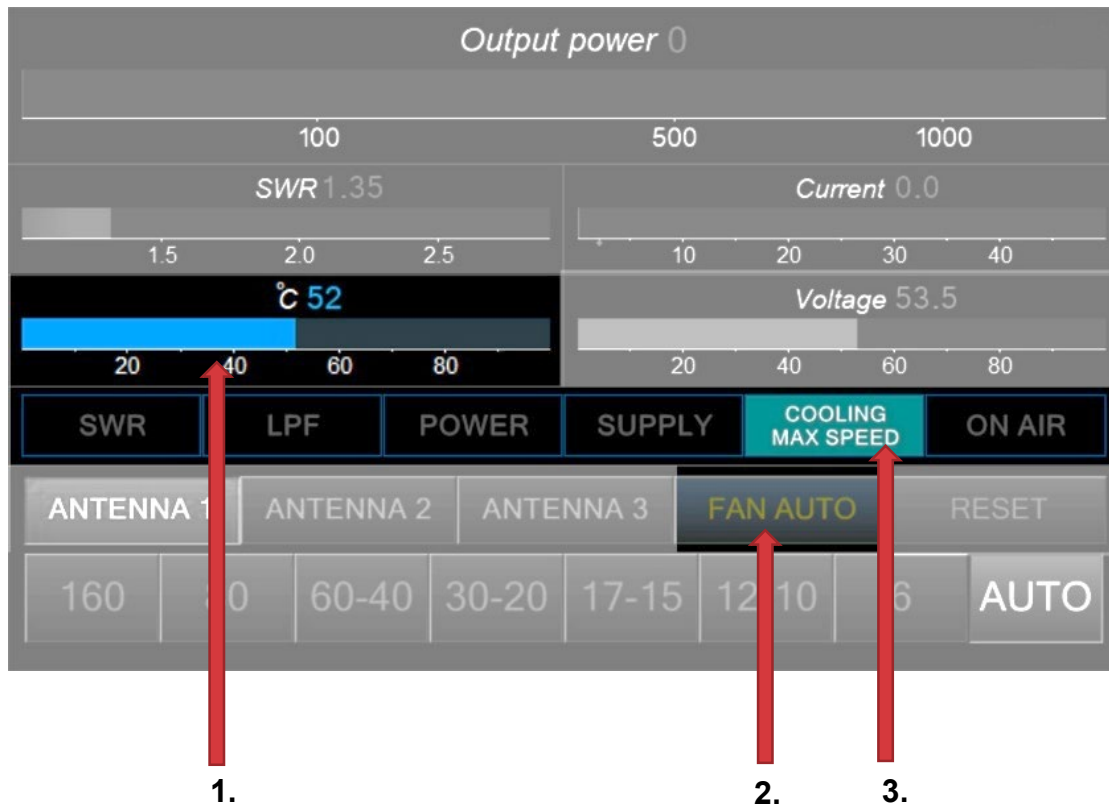 Output power 0
100 500 1000
SWR 1.35 Current 0.0
1.5 2.0 2.5 10 20 30 40
°C 52 Voltage 53.5
20 40 60 80 20 40 60 80
SWR LPF POWER SUPPLY COOLING MAX SPEED ON AIR
ANTENNA 1 ANTENNA 2 ANTENNA 3 FAN AUTO RESET
160 60-40 30-20 17-15 AUTO
1. 2. 3.